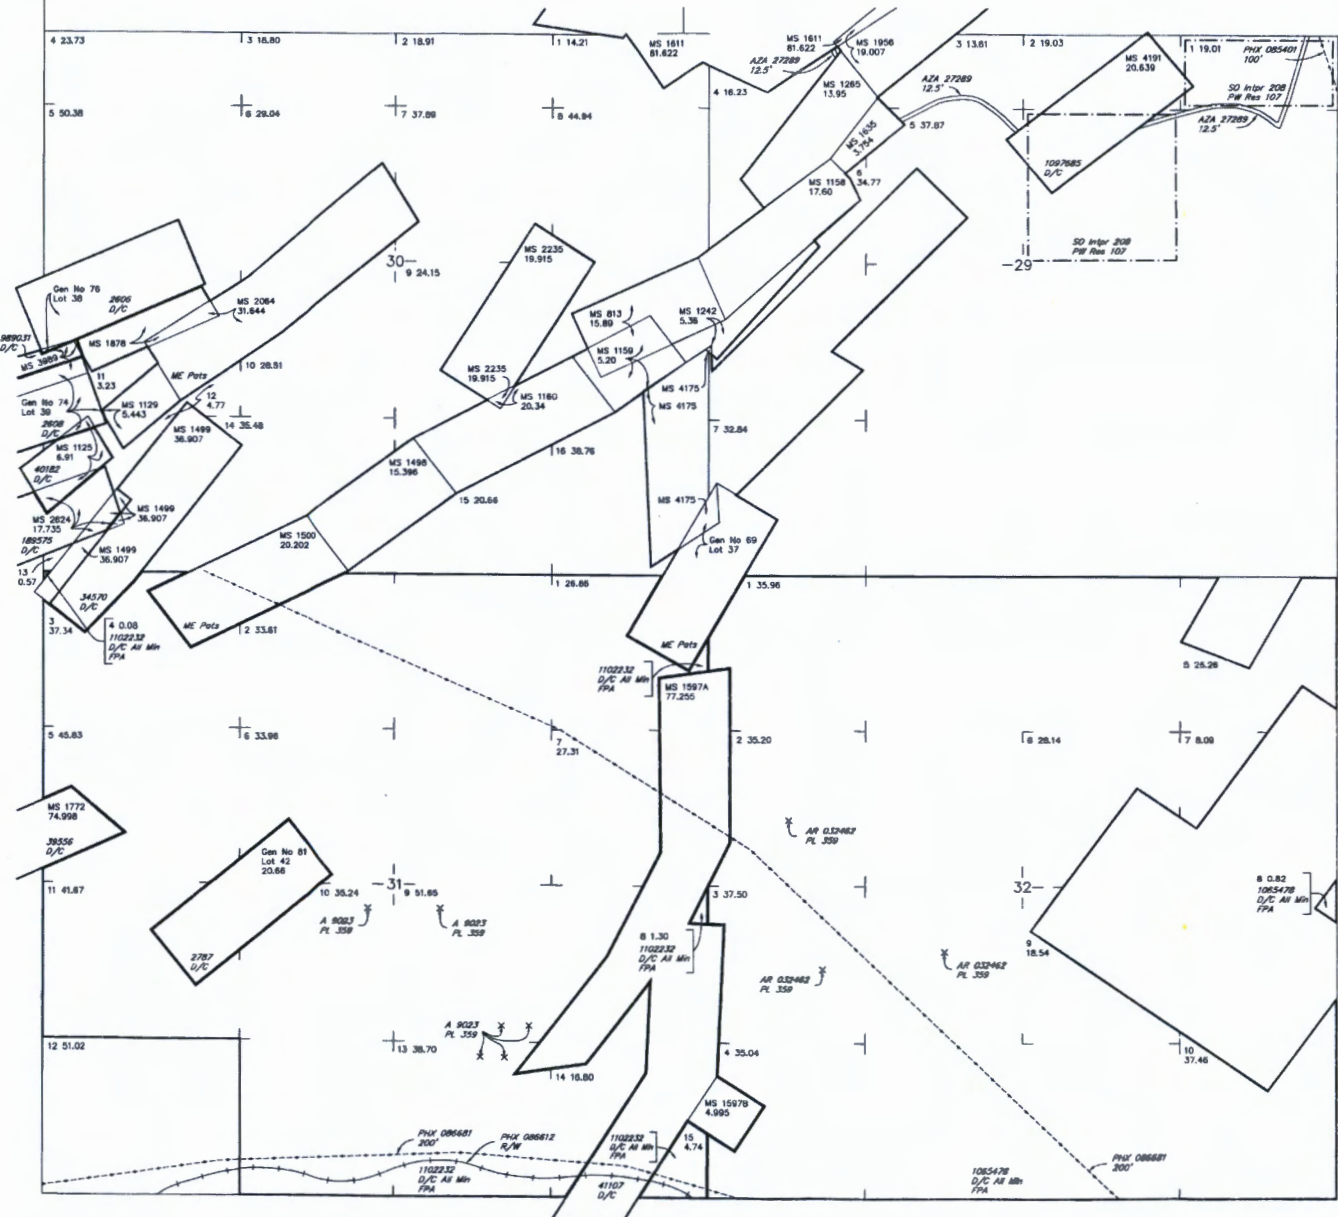 4 23.73
3 18.80
2 18.91
1 14.21
MS 1611
81.622
MS 1611
81.622
MS 1956
19.007
AZA 27289
12.5'
3 13.61
2 19.03
1 19.01
PHX 085401
100'
MS 4191
20.639
SO Intpr 208
PW Res 107
AZA 27289
12.5'
AZA 27289
12.5'
MS 1265
13.95
4 16.23
5 50.38
6 29.04
7 37.89
8 44.94
MS 1635
3.754
5 37.87
6
34.77
1097685
D/C
MS 1158
17.60
SO Intpr 208
PW Res 107
30
9 24.15
29
MS 2235
19.915
Gen No 76
Lot 38
2606
D/C
MS 2064
31.644
MS 813
15.89
MS 1242
5.36
989031
D/C
MS 3989
MS 1878
MS 1159
5.20
11
3.23
ME Pats
10 28.51
MS 2235
19.915
MS 4175
MS 4175
Gen No 74
Lot 39
MS 1129
5.443
12
4.77
MS 1160
20.34
2608
D/C
MS 1499
36.907
14 35.48
7 32.84
MS 1125
6.91
16 38.76
40182
D/C
MS 1498
15.396
15 20.66
MS 4175
MS 2624
17.735
MS 1499
36.907
MS 1500
20.202
Gen No 69
Lot 37
189575
D/C
MS 1499
36.907
13
0.57
34570
D/C
1 26.86
1 35.96
3
37.34
4 0.08
1102232
D/C All Min
FPA
ME Pats
2 33.61
ME Pats
5 25.26
1102232
D/C All Min
FPA
MS 1597A
77.255
5 45.83
6 33.96
7
27.31
2 35.20
6 28.14
7 8.09
MS 1772
74.998
39556
D/C
AR 032462
PL 359
Gen No 81
Lot 42
20.66
11 41.87
10 35.24
31
9 51.65
3 37.50
32
8 0.82
1065478
D/C All Min
FPA
A 9023
PL 359
A 9023
PL 359
8 1.30
1102232
D/C All Min
FPA
9
18.54
2787
D/C
AR 032462
PL 359
AR 032462
PL 359
A 9023
PL 359
12 51.02
13 38.70
14 16.80
4 35.04
10
37.46
MS 1597B
4.995
PHX 086681
200'
PHX 086612
R/W
1102232
D/C All Min
FPA
15
4.74
1102232
D/C All Min
FPA
41107
D/C
1065478
D/C All Min
FPA
PHX 086681
200'